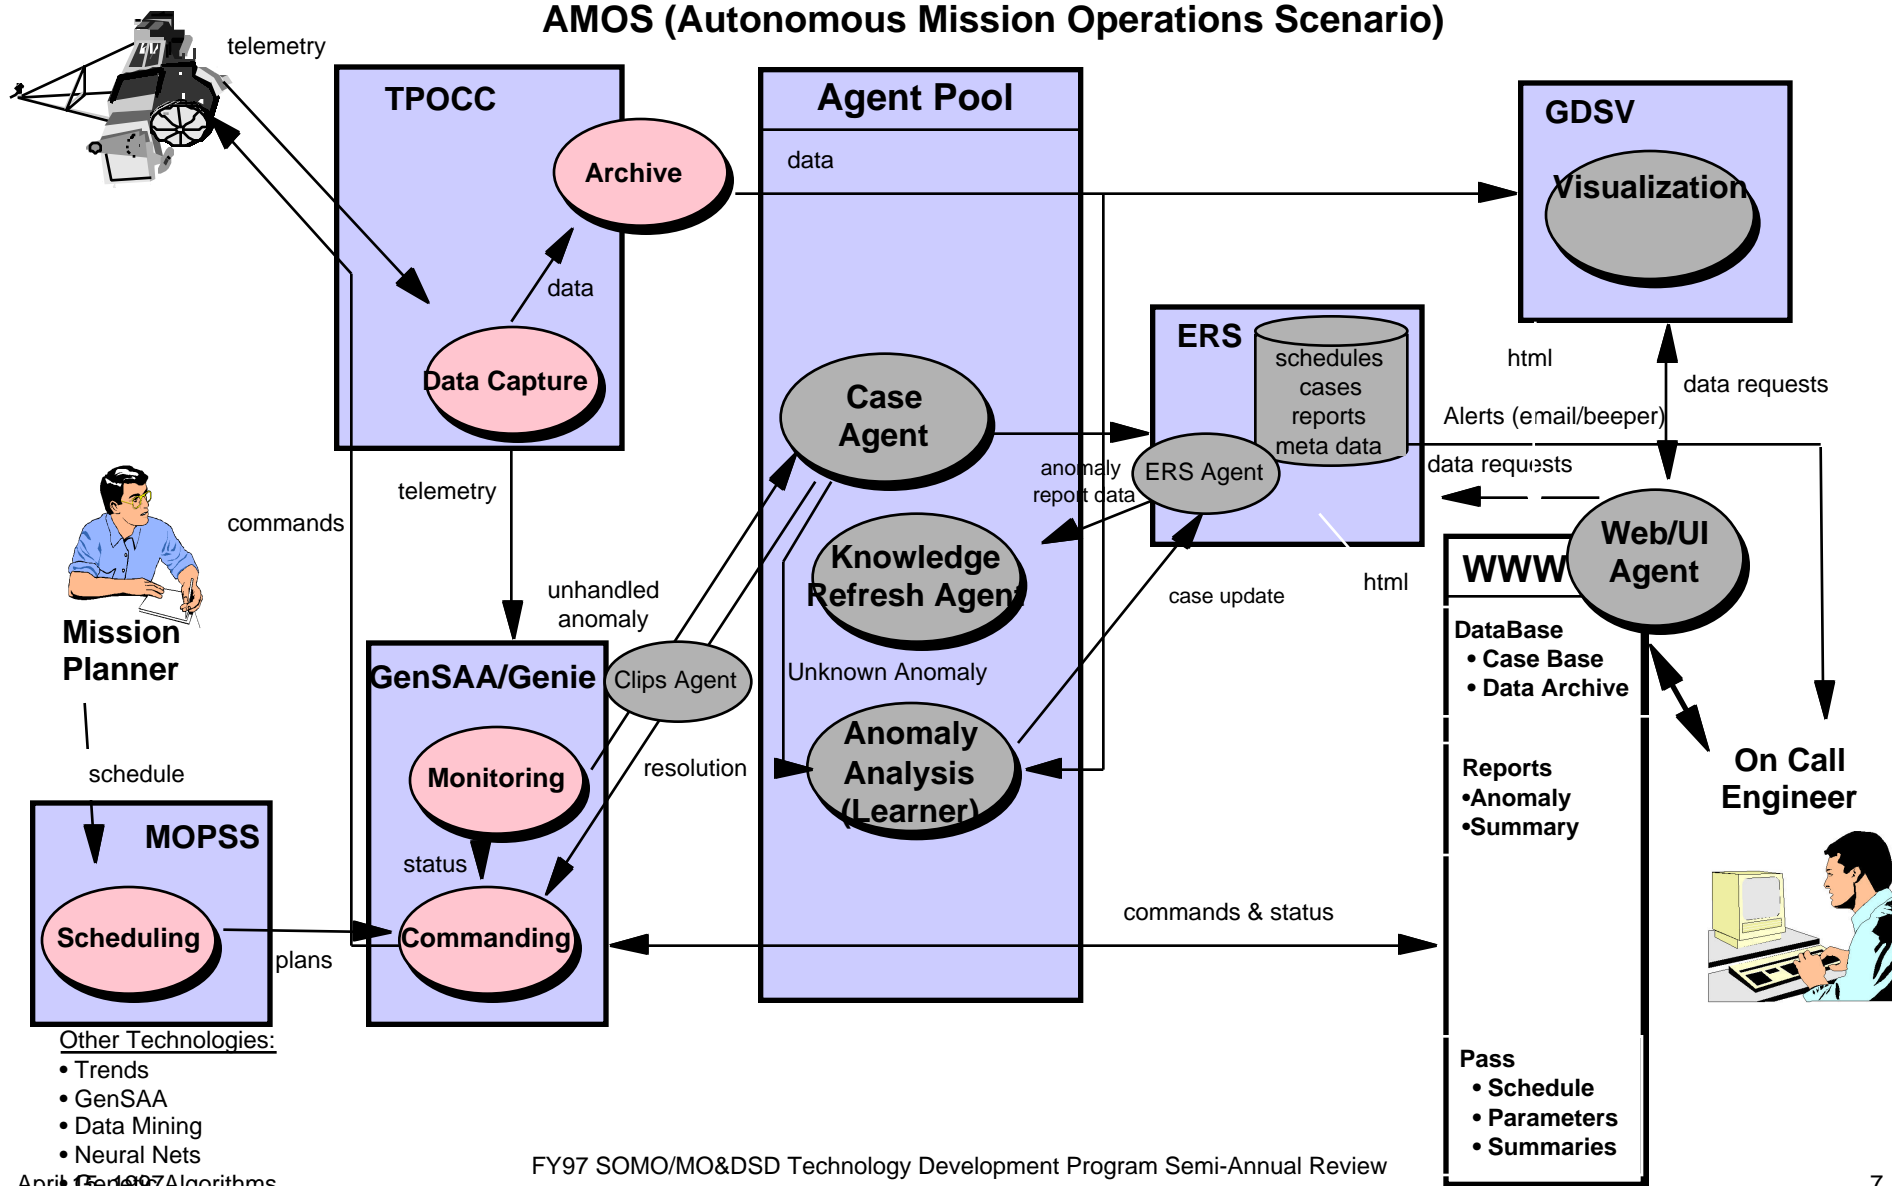 AMOS (Autonomous Mission Operations Scenario)
telemetry
TPOCC
Archive
data
Data Capture
Agent Pool
data
GDSV
Visualization
ERS
schedules
cases
reports
meta data
html
data requests
Alerts (email/beeper)
data requests
Case
Agent
anomaly
report data
ERS Agent
telemetry
commands
Mission
Planner
unhandled
anomaly
Knowledge
Refresh Agent
case update
html
WWW
Web/UI
Agent
DataBase
• Case Base
• Data Archive
GenSAA/Genie
Clips Agent
Unknown Anomaly
Monitoring
resolution
Anomaly
Analysis
(Learner)
schedule
Reports
•Anomaly
•Summary
On Call
Engineer
MOPSS
status
Scheduling
plans
Commanding
commands & status
Other Technologies:
• Trends
• GenSAA
• Data Mining
• Neural Nets
• Genetic Algorithms
Pass
• Schedule
• Parameters
• Summaries
April 15, 1997
FY97 SOMO/MO&DSD Technology Development Program Semi-Annual Review
7